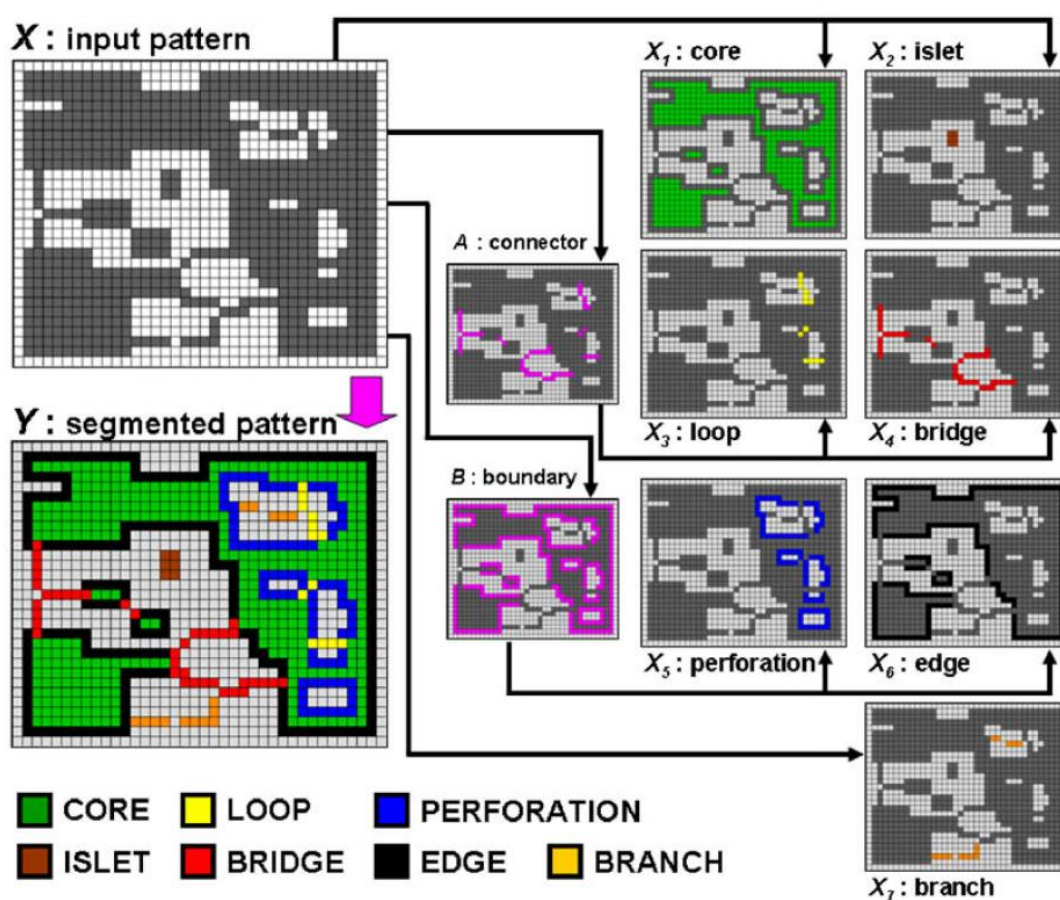 X : input pattern
X1 : core
X2 : islet
A : connector
X3 : loop
X4 : bridge
Y : segmented pattern
B : boundary
X5 : perforation
X6 : edge
CORE
LOOP
PERFORATION
ISLET
BRIDGE
EDGE
BRANCH
X7 : branch